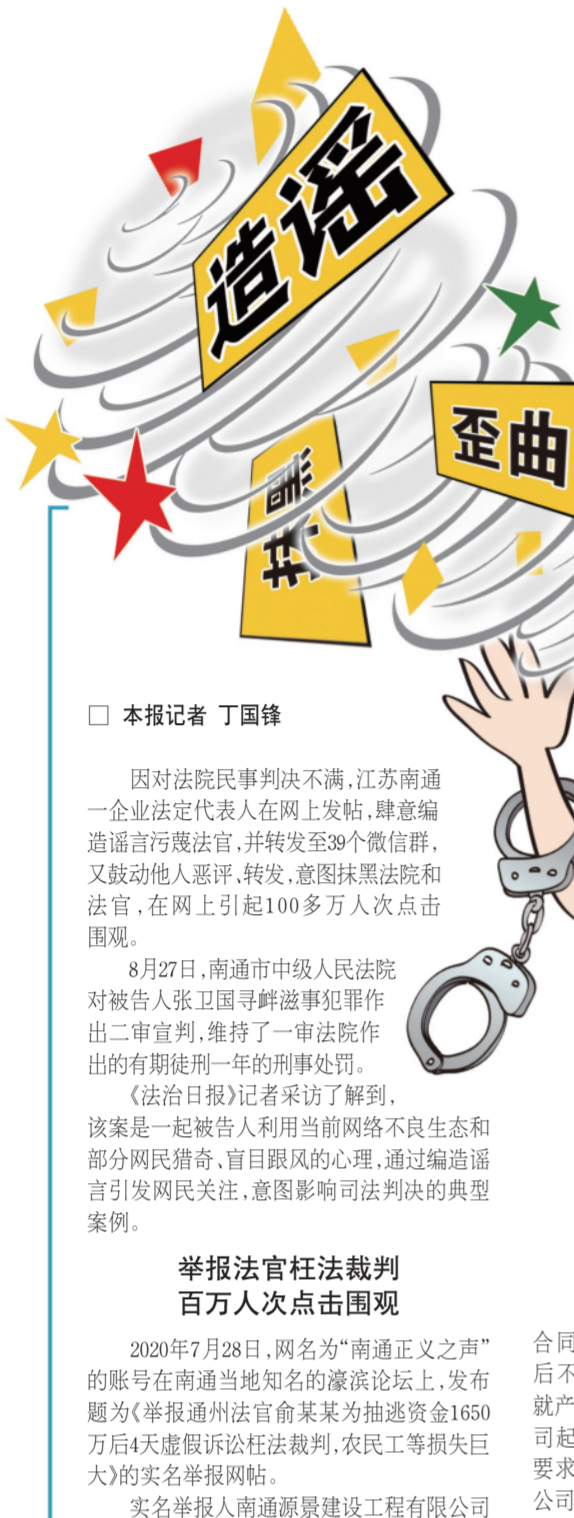 造谣
歪曲
□ 本报记者 丁国锋
因对法院民事判决不满,江苏南通
一企业法定代表人在网上发帖,肆意编
造谣言污蔑法官,并转发至39个微信群,
又鼓动他人恶评、转发,意图抹黑法院和
法官,在网上引起100多万人次点击
围观。
8月27日,南通市中级人民法院
对被告人张卫国寻衅滋事犯罪作
出二审宣判,维持了一审法院作
出的有期徒刑一年的刑事处罚。
《法治日报》记者采访了解到,
该案是一起被告人利用当前网络不良生态和
部分网民猎奇、盲目跟风的心理,通过编造谣
言引发网民关注,意图影响司法判决的典型
案例。
举报法官枉法裁判
百万人次点击围观
2020年7月28日,网名为“南通正义之声”
的账号在南通当地知名的濠滨论坛上,发布
题为《举报通州法官俞某某为抽逃资金1650
万后4天虚假诉讼枉法裁判,农民工等损失巨
大》的实名举报网帖。
实名举报人南通源景建设工程有限公司
合同
后不
就产
司起
要求
公司